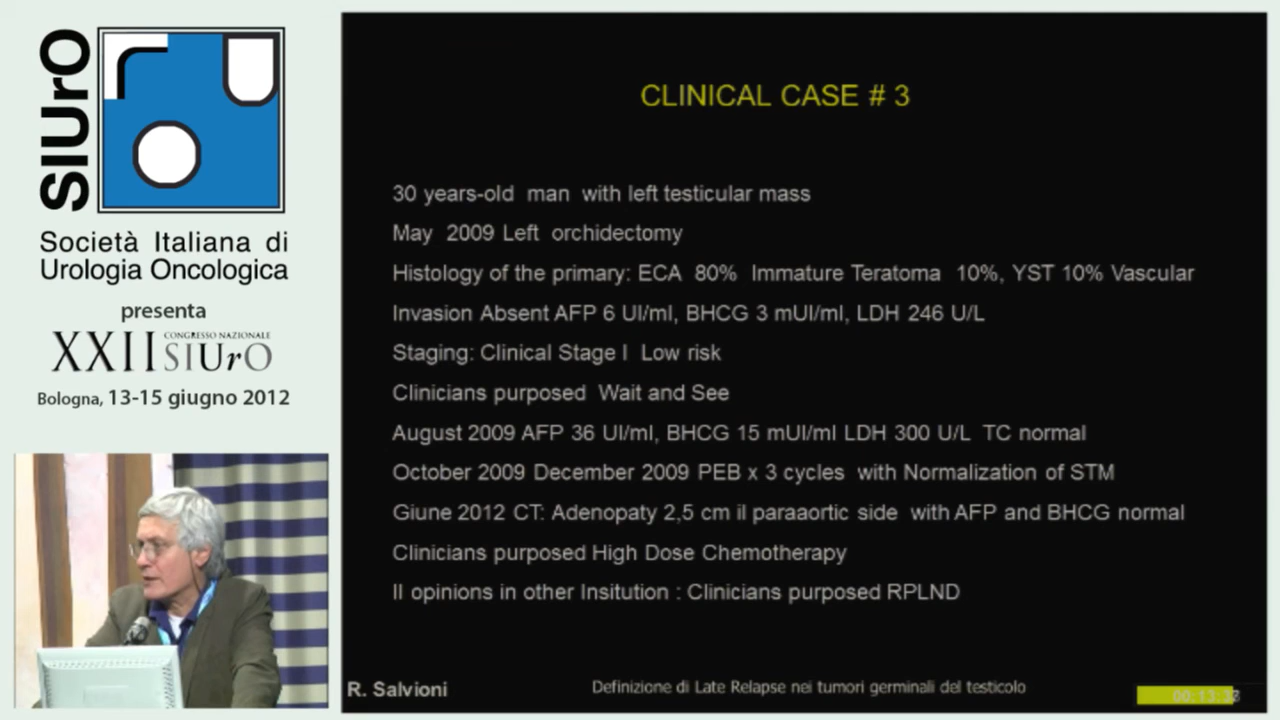 SIUrO
Società Italiana di
Urologia Oncologica
presenta
XXII CONGRESSO NAZIONALE SIUrO
Bologna, 13-15 giugno 2012
CLINICAL CASE # 3
30 years-old man with left testicular mass
May 2009 Left orchidectomy
Histology of the primary: ECA 80% Immature Teratoma 10%, YST 10% Vascular
Invasion Absent AFP 6 UI/ml, BHCG 3 mUI/ml, LDH 246 U/L
Staging: Clinical Stage I Low risk
Clinicians purposed Wait and See
August 2009 AFP 36 UI/ml, BHCG 15 mUI/ml LDH 300 U/L TC normal
October 2009 December 2009 PEB x 3 cycles with Normalization of STM
Giune 2012 CT: Adenopaty 2,5 cm il paraaortic side with AFP and BHCG normal
Clinicians purposed High Dose Chemotherapy
II opinions in other Insitution : Clinicians purposed RPLND
R. Salvioni
Definizione di Late Relapse nei tumori germinali del testicolo